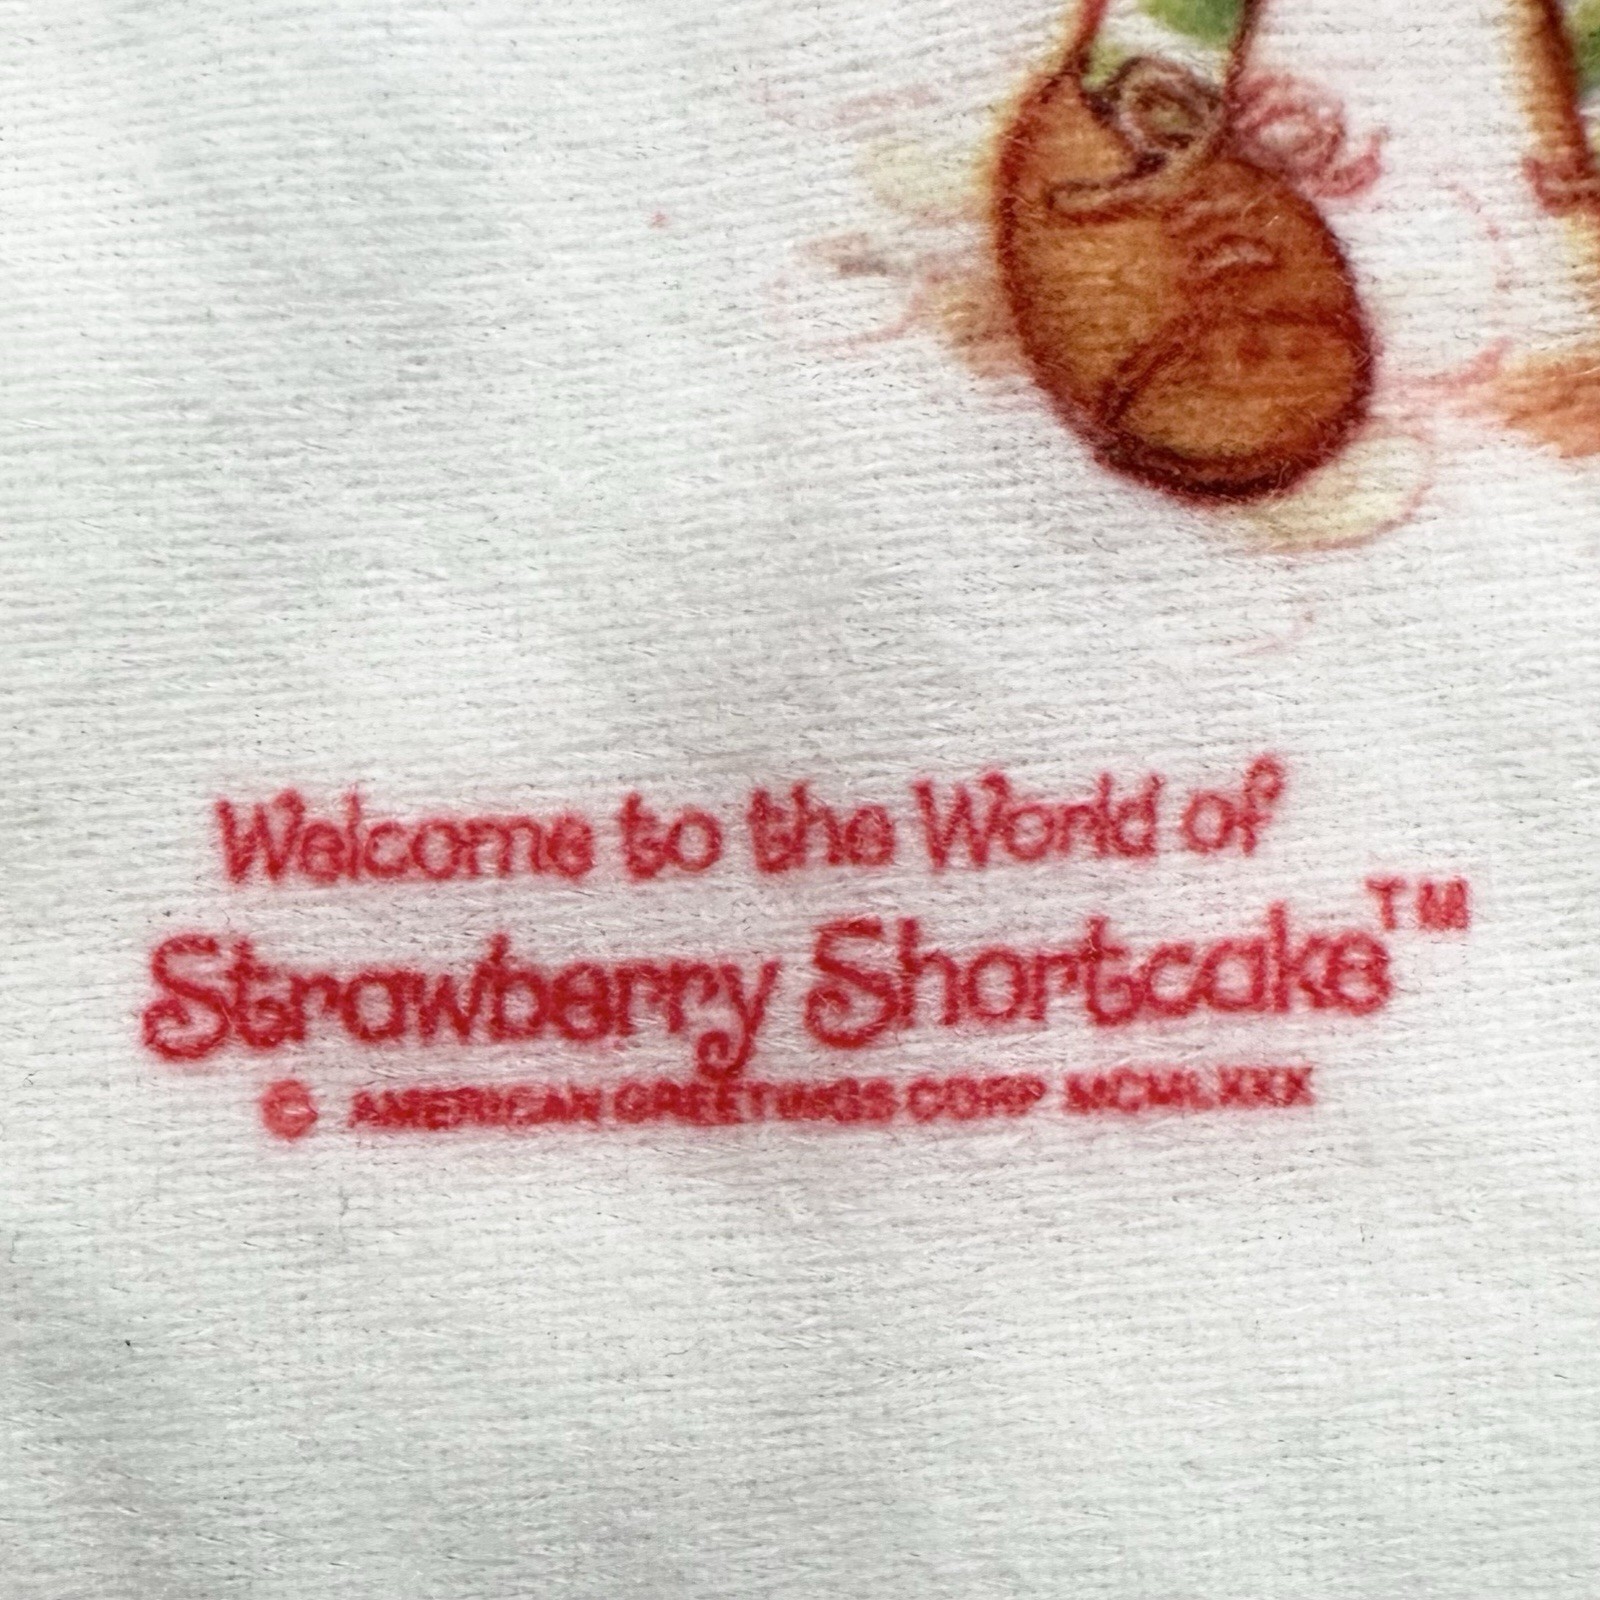 Welcome to the World of
Strawberry Shortcake™
© AMERICAN GREETINGS CORP MCMLXXX